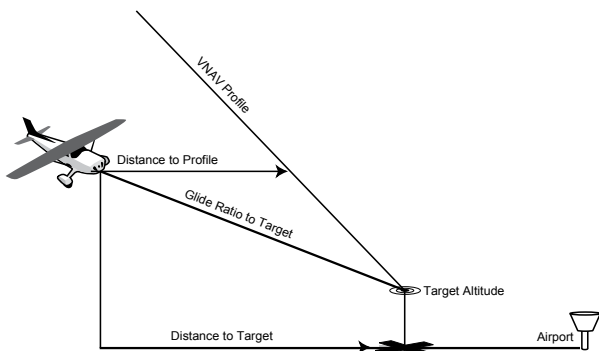 VNAV Profile
Distance to Profile
Glide Ratio to Target
Target Altitude
Airport
Distance to Target